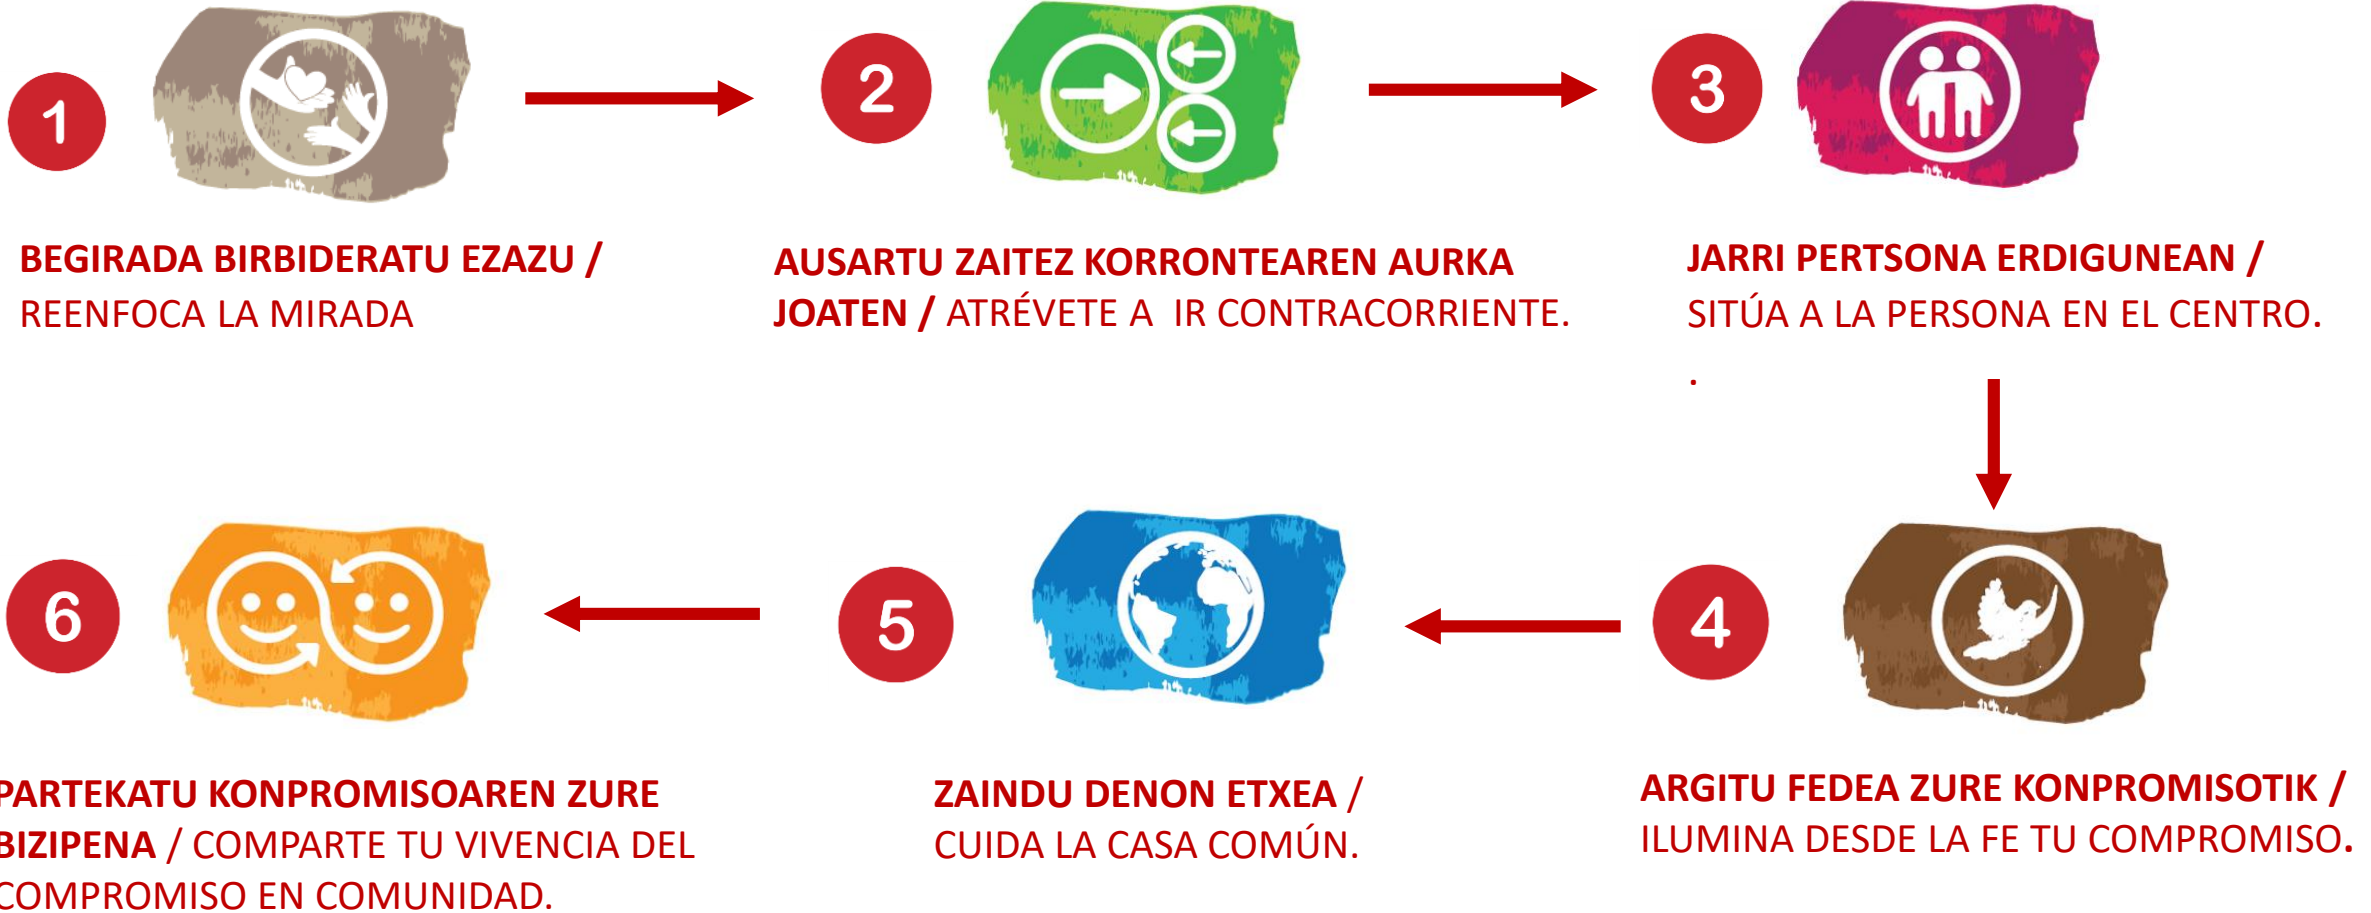 1
BEGIRADA BIRBIDERATU EZAZU /
REENFOCA LA MIRADA
2
AUSARTU ZAITEZ KORRONTEAREN AURKA
JOATEN / ATRÉVETE A  IR CONTRACORRIENTE.
3
JARRI PERTSONA ERDIGUNEAN /
SITÚA A LA PERSONA EN EL CENTRO.
.
4
ARGITU FEDEA ZURE KONPROMISOTIK /
ILUMINA DESDE LA FE TU COMPROMISO.
5
ZAINDU DENON ETXEA /
CUIDA LA CASA COMÚN.
6
PARTEKATU KONPROMISOAREN ZURE
BIZIPENA / COMPARTE TU VIVENCIA DEL
COMPROMISO EN COMUNIDAD.